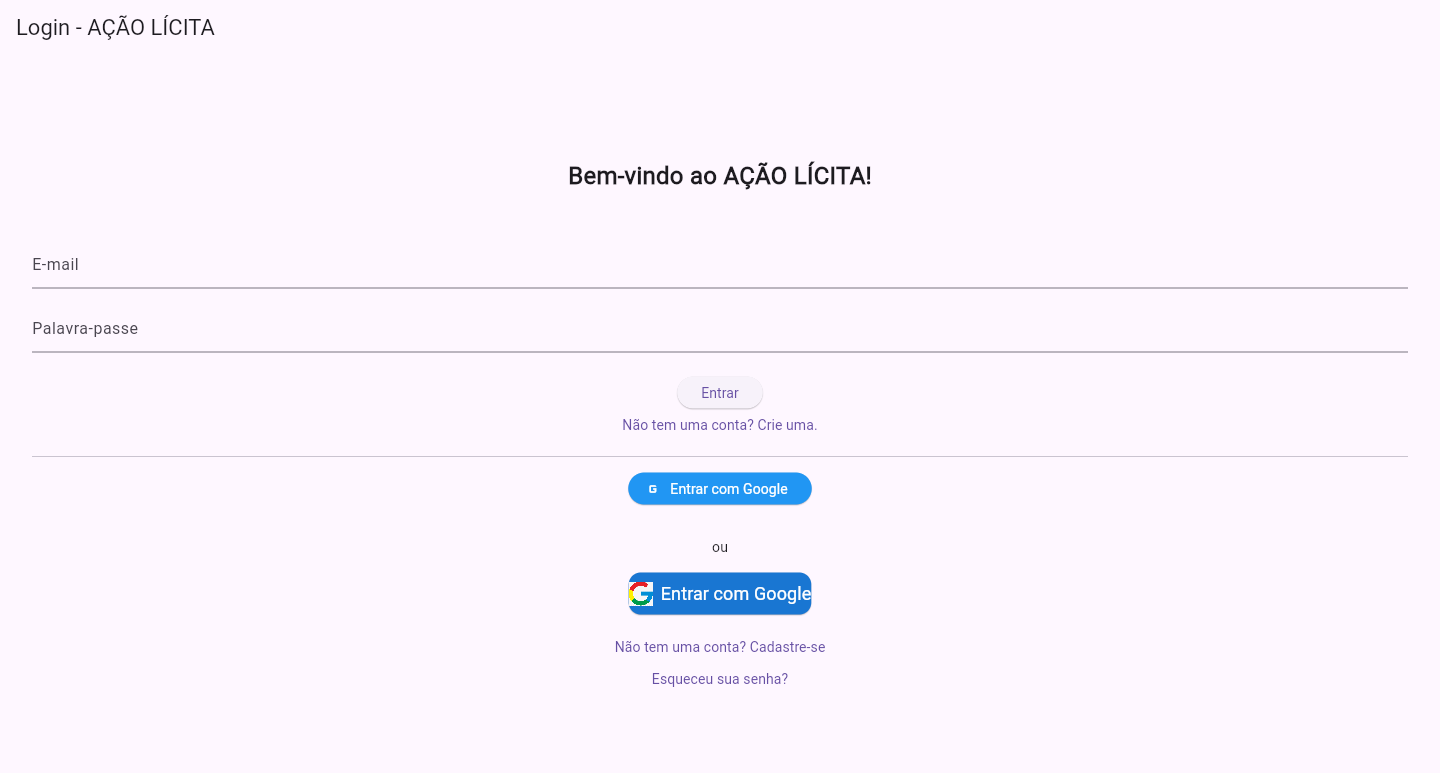 Login - AÇÃO LÍCITA
Bem-vindo ao AÇÃO LÍCITA!
E-mail
Palavra-passe
Entrar
Não tem uma conta? Crie uma.
G Entrar com Google
ou
G Entrar com Google
Não tem uma conta? Cadastre-se
Esqueceu sua senha?